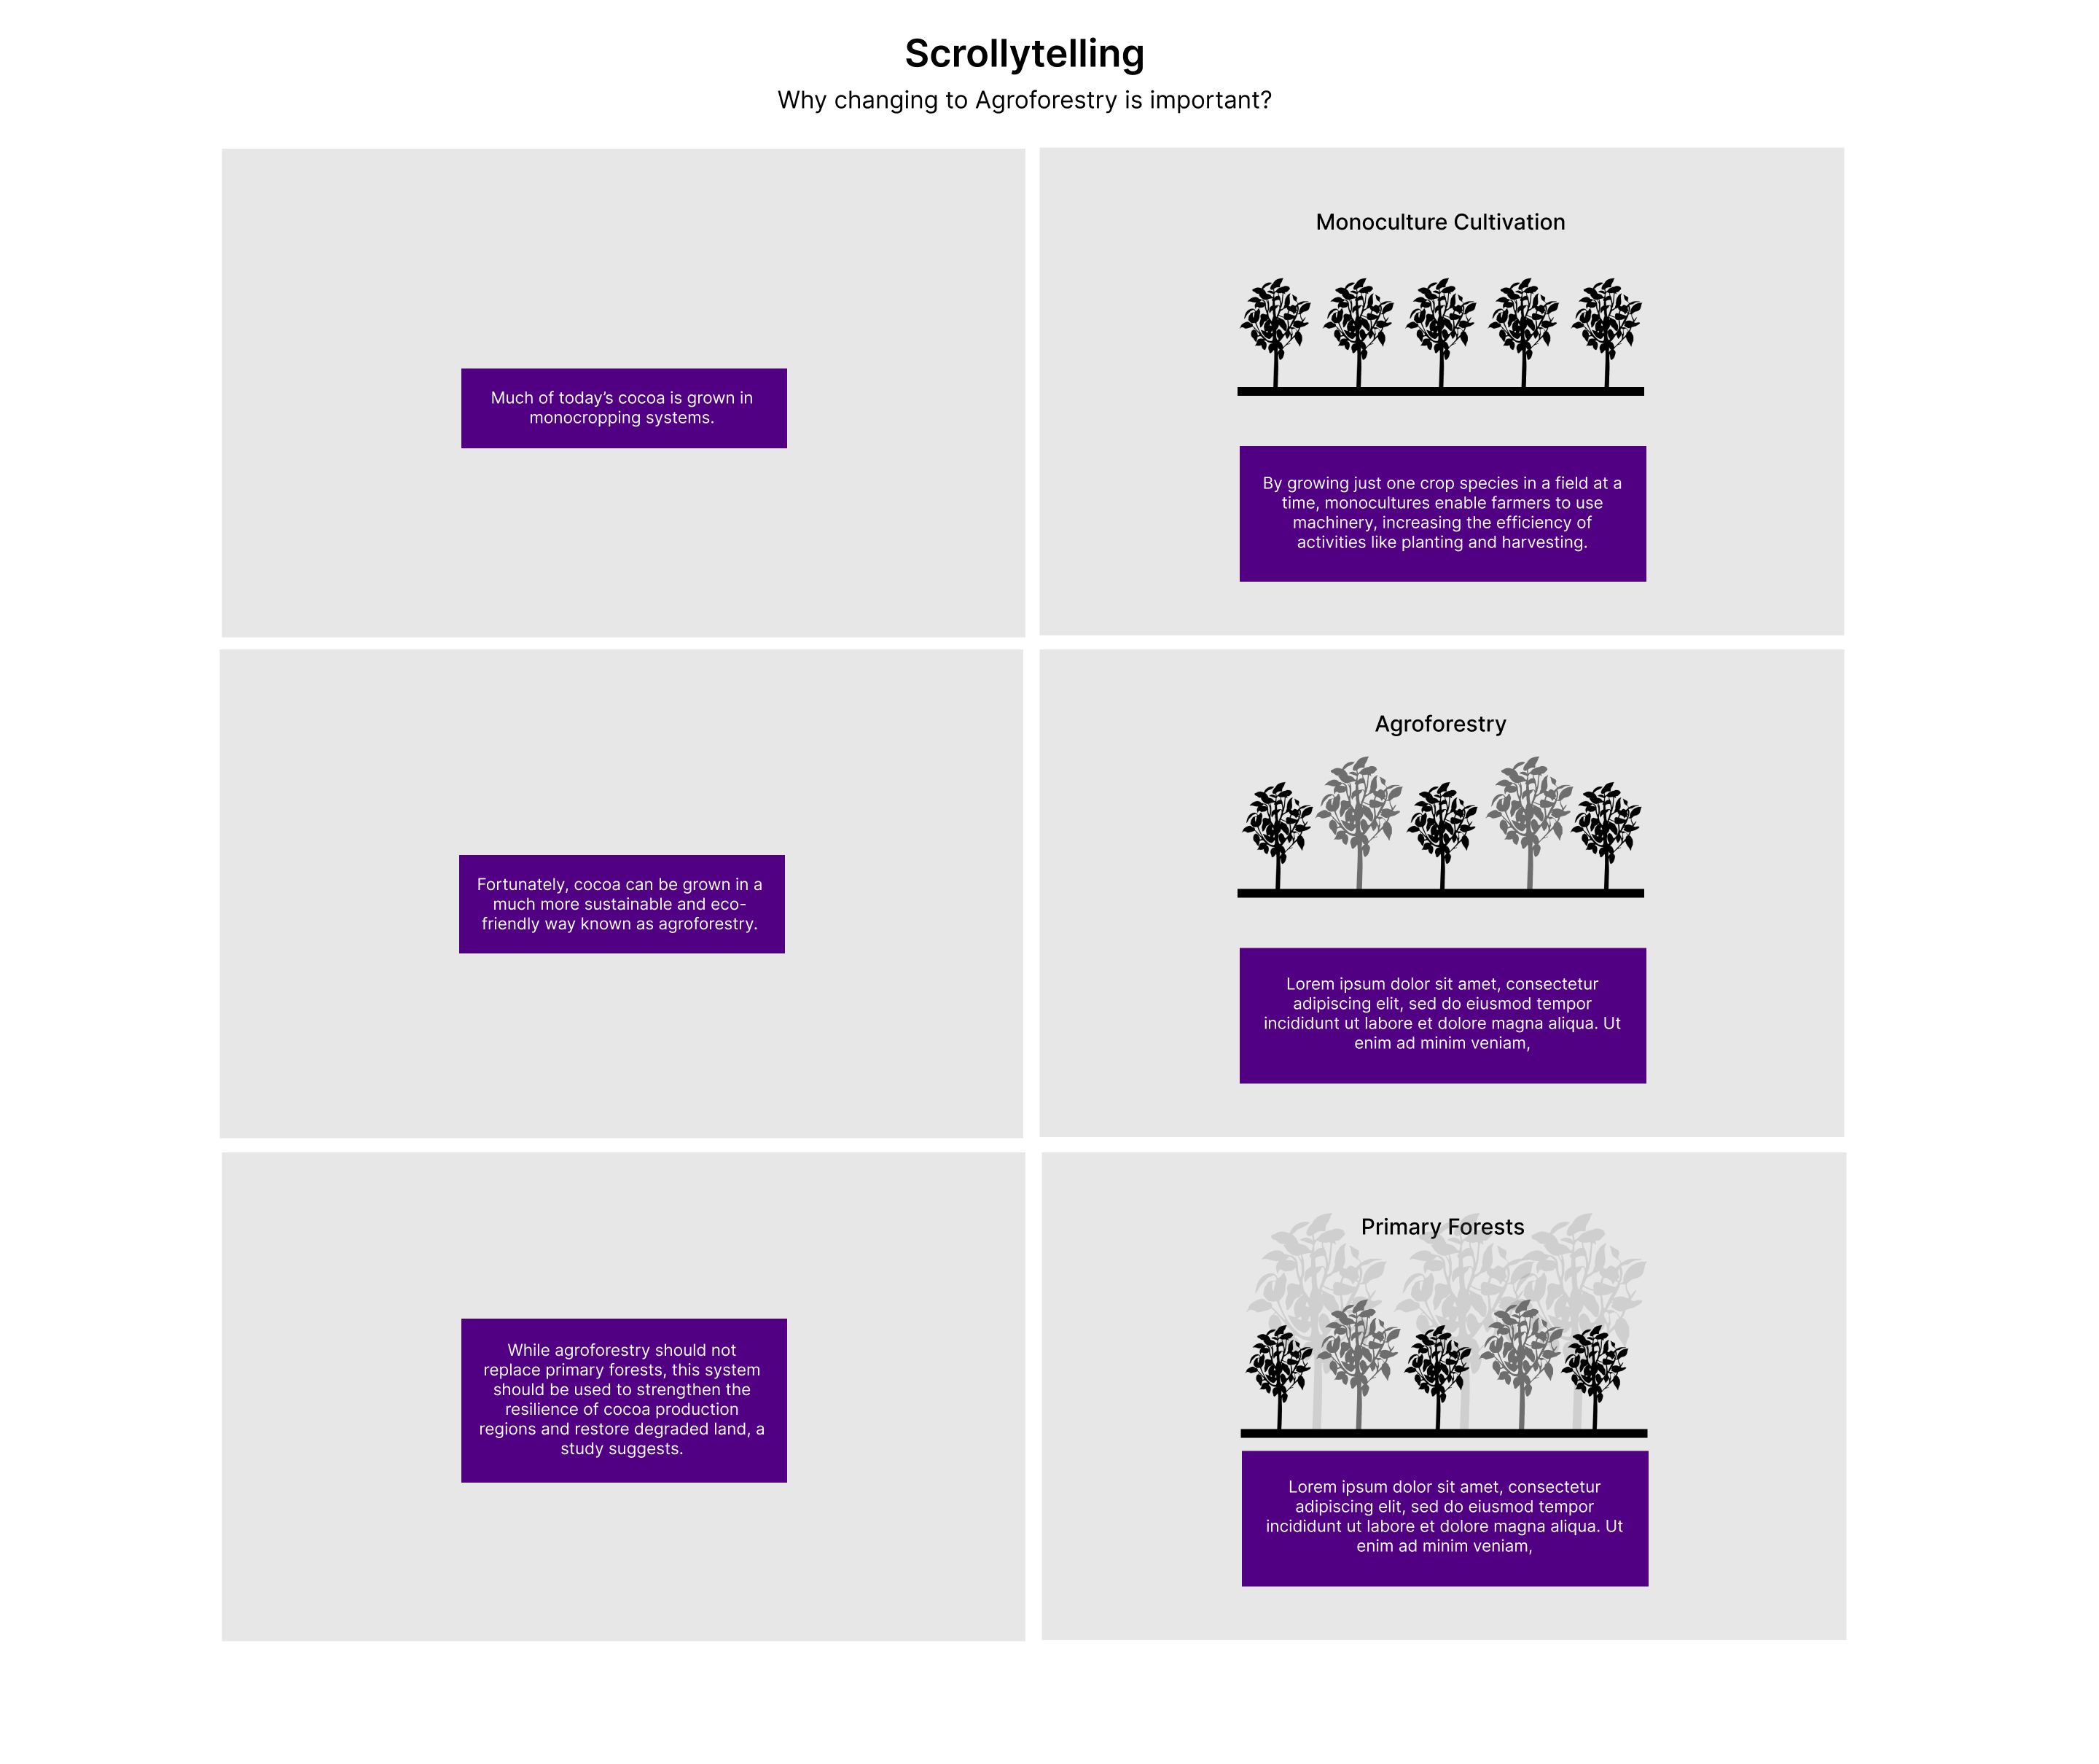 Scrollytelling
Why changing to Agroforestry is important?
Much of today’s cocoa is grown in
monocropping systems.
Monoculture Cultivation
By growing just one crop species in a field at a
time, monocultures enable farmers to use
machinery, increasing the efficiency of
activities like planting and harvesting.
Fortunately, cocoa can be grown in a
much more sustainable and eco-
friendly way known as agroforestry.
Agroforestry
Lorem ipsum dolor sit amet, consectetur
adipiscing elit, sed do eiusmod tempor
incididunt ut labore et dolore magna aliqua. Ut
enim ad minim veniam,
While agroforestry should not
replace primary forests, this system
should be used to strengthen the
resilience of cocoa production
regions and restore degraded land, a
study suggests.
Primary Forests
Lorem ipsum dolor sit amet, consectetur
adipiscing elit, sed do eiusmod tempor
incididunt ut labore et dolore magna aliqua. Ut
enim ad minim veniam,